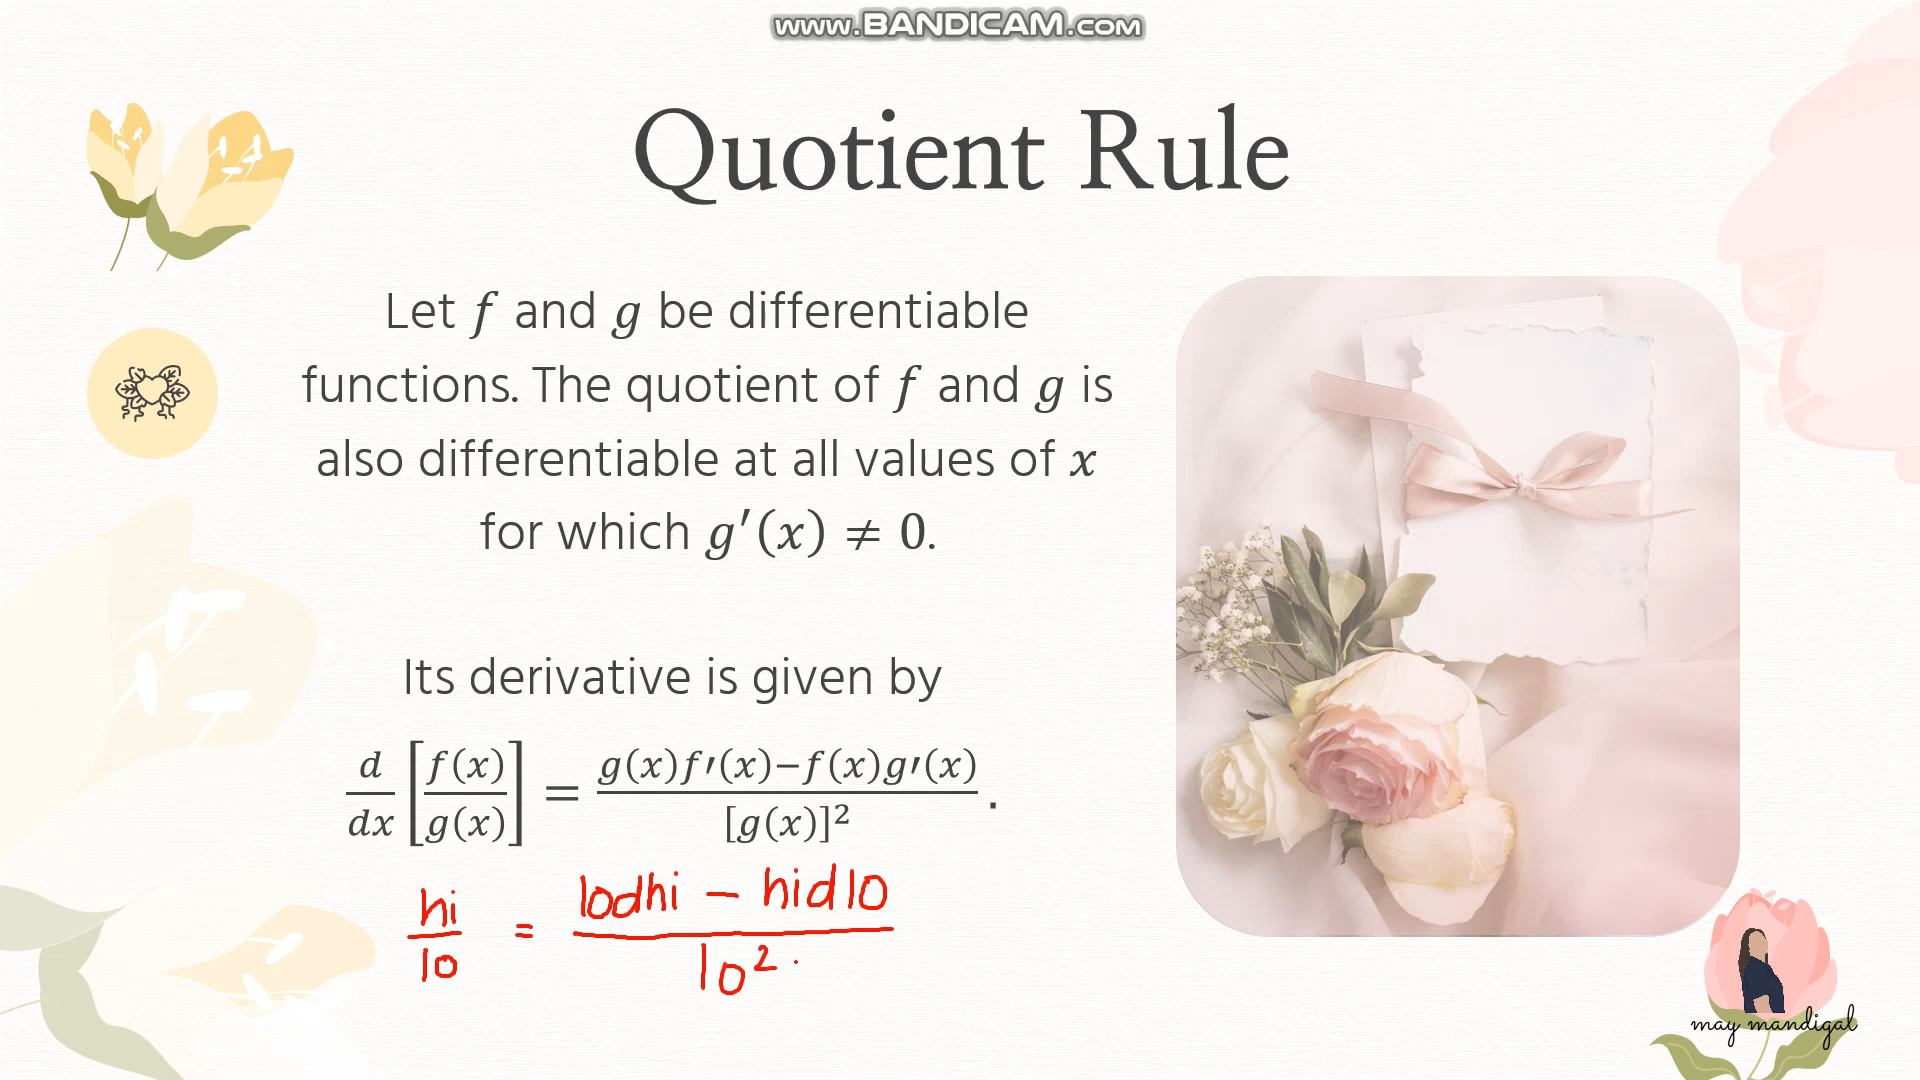 www.BANDICAM.com
Quotient Rule
Let f and g be differentiable
functions. The quotient of f and g is
also differentiable at all values of x
for which g′(x) ≠ 0.
Its derivative is given by
d/dx [f(x)/g(x)] = g(x)f′(x)−f(x)g′(x)/[g(x)]² .
hi/lo = lodhi − hidlo/lo² .
may mandigal